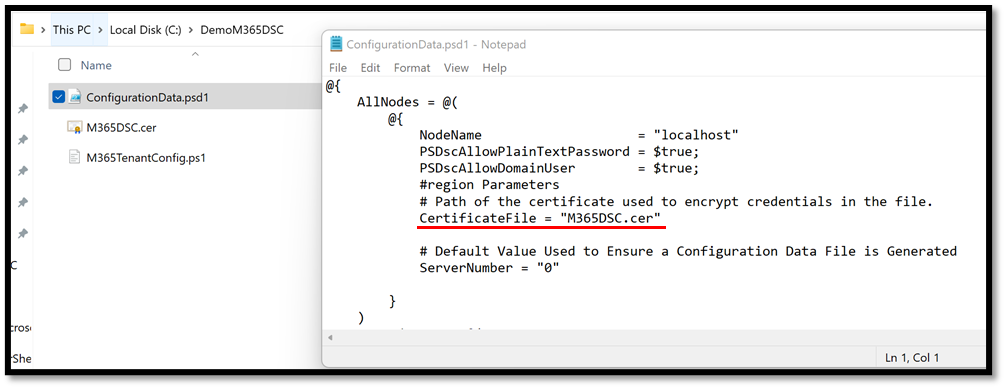 This PC > Local Disk (C:) > DemoM365DSC
Name
ConfigurationData.psd1
M365DSC.cer
M365TenantConfig.ps1
ConfigurationData.psd1 - Notepad
File Edit Format View Help
@{
AllNodes = @(
@{
NodeName = "localhost"
PSDscAllowPlainTextPassword = $true;
PSDscAllowDomainUser = $true;
#region Parameters
# Path of the certificate used to encrypt credentials in the file.
CertificateFile = "M365DSC.cer"
# Default Value Used to Ensure a Configuration Data File is Generated
ServerNumber = "0"
}
)
Ln 1, Col 1